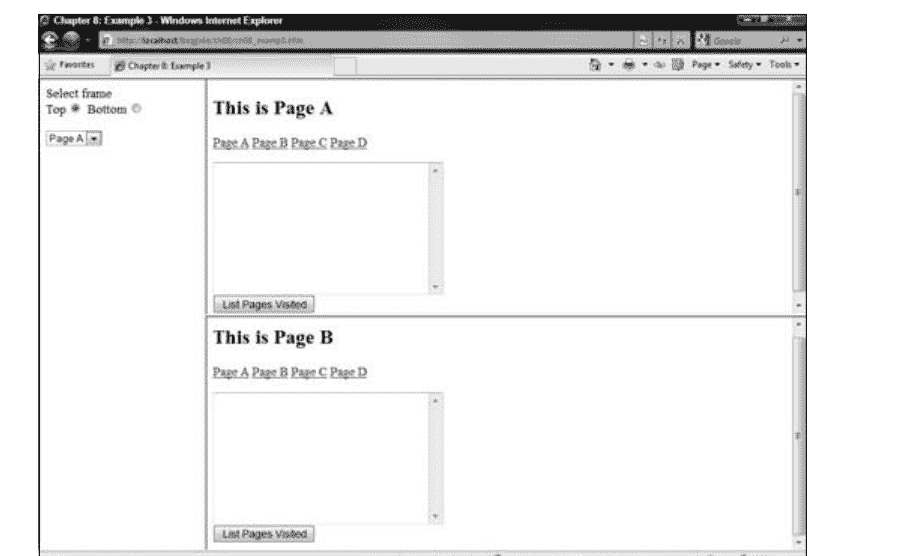 Chapter 8: Example 3 - Windows Internet Explorer
Google
Favorites
Chapter 8: Example 3
Page
Safety
Tools
Select frame
Top Bottom
Page A
This is Page A
Page A Page B Page C Page D
List Pages Visited
This is Page B
Page A Page B Page C Page D
List Pages Visited